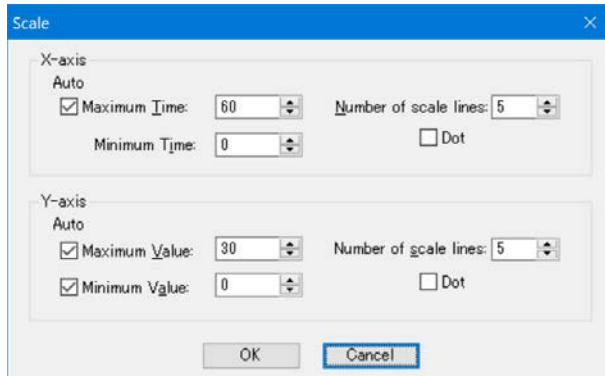 Scale
X-axis
Auto
Maximum Time: 60 Number of scale lines: 5
Minimum Time: 0 Dot
Y-axis
Auto
Maximum Value: 30 Number of scale lines: 5
Minimum Value: 0 Dot
OK Cancel